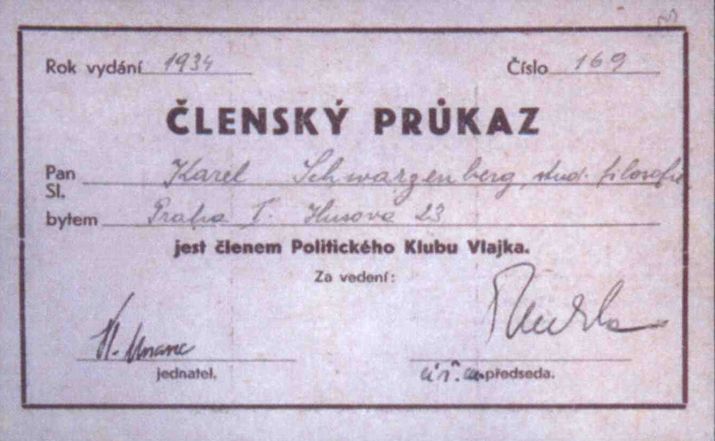 Rok vydání 1934 Číslo 169
ČLENSKÝ PRŮKAZ
Pan Karel Schwarzenberg, stud. filosofie
Sl.
bytem Praha I. Husova 23
jest členem Politického Klubu Vlajka.
Za vedení:
jednatel. předseda.